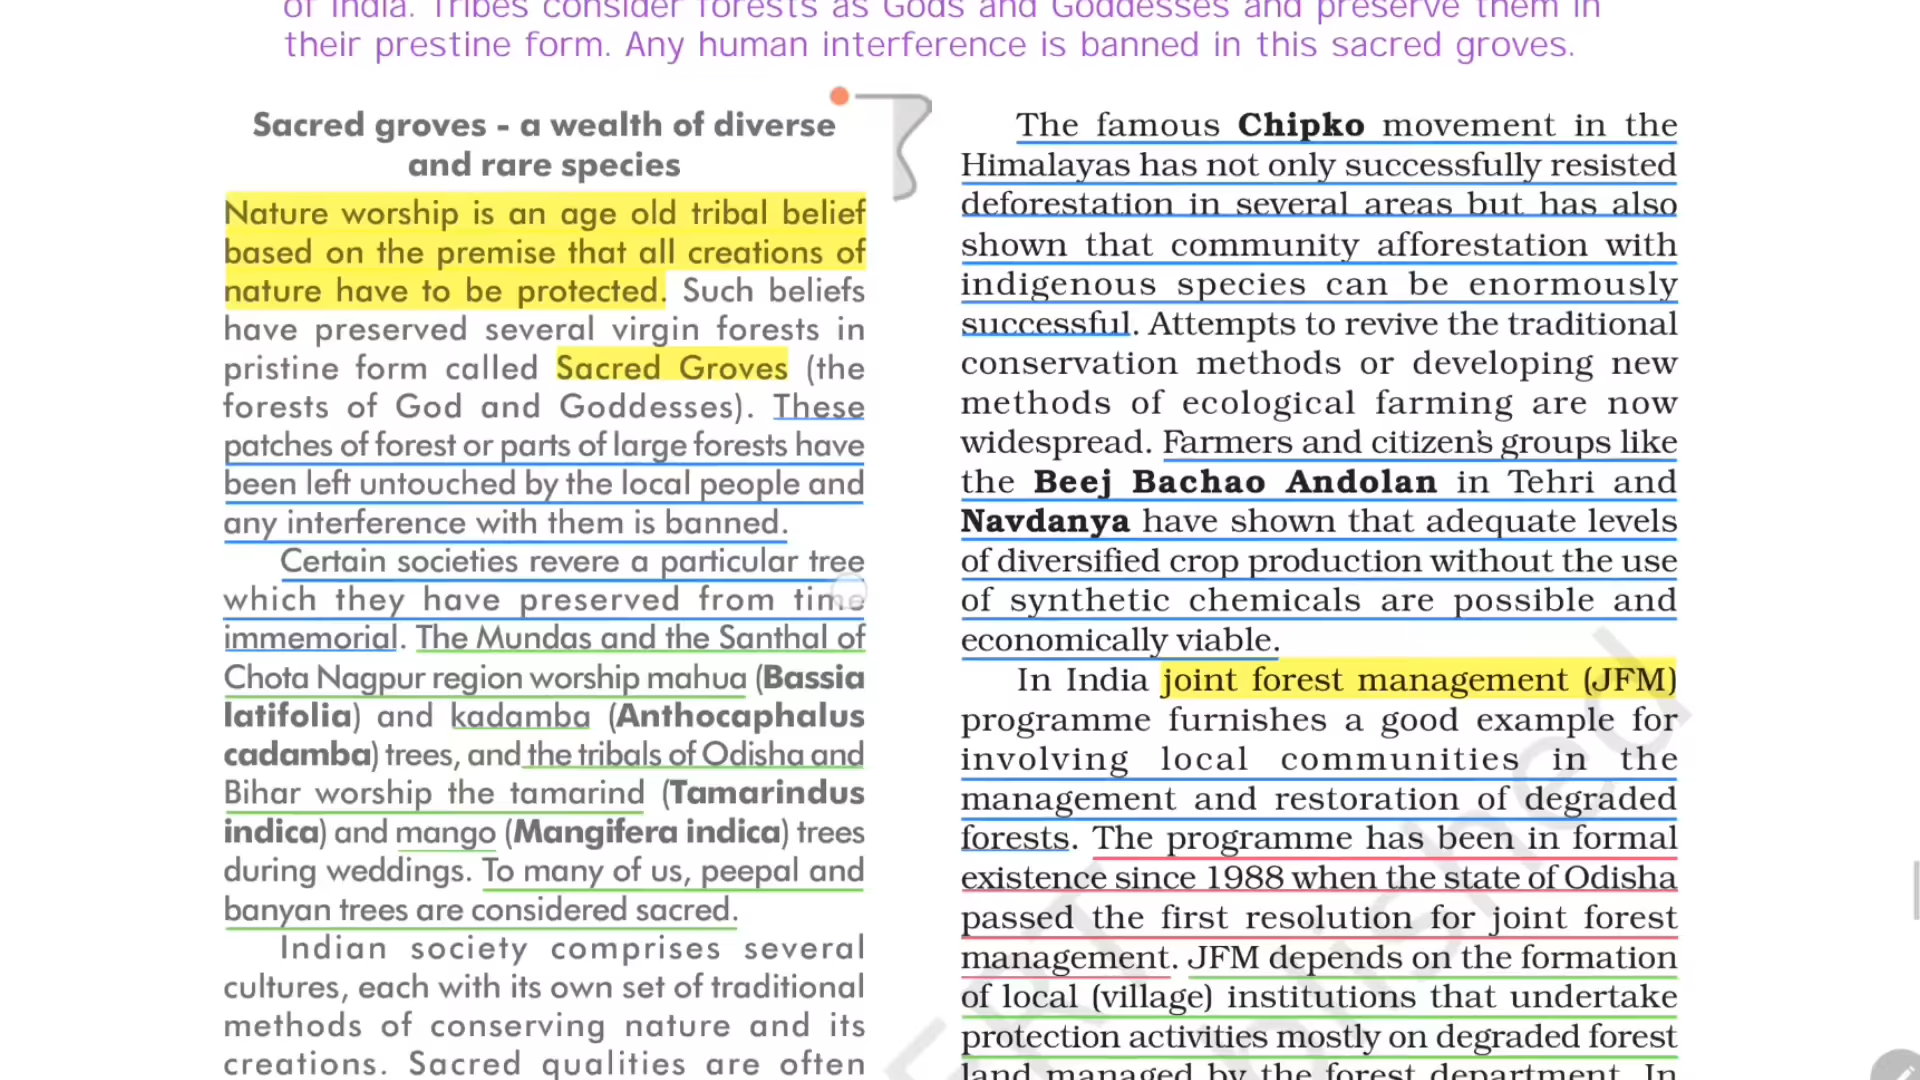 of India. Tribes consider forests as Gods and Goddesses and preserve them in
their prestine form. Any human interference is banned in this sacred groves.
Sacred groves - a wealth of diverse
and rare species
Nature worship is an age old tribal belief
based on the premise that all creations of
nature have to be protected. Such beliefs
have preserved several virgin forests in
pristine form called Sacred Groves (the
forests of God and Goddesses). These
patches of forest or parts of large forests have
been left untouched by the local people and
any interference with them is banned.
Certain societies revere a particular tree
which they have preserved from time
immemorial. The Mundas and the Santhal of
Chota Nagpur region worship mahua (Bassia
latifolia) and kadamba (Anthocaphalus
cadamba) trees, and the tribals of Odisha and
Bihar worship the tamarind (Tamarindus
indica) and mango (Mangifera indica) trees
during weddings. To many of us, peepal and
banyan trees are considered sacred.
Indian society comprises several
cultures, each with its own set of traditional
methods of conserving nature and its
creations. Sacred qualities are often
The famous Chipko movement in the
Himalayas has not only successfully resisted
deforestation in several areas but has also
shown that community afforestation with
indigenous species can be enormously
successful. Attempts to revive the traditional
conservation methods or developing new
methods of ecological farming are now
widespread. Farmers and citizen's groups like
the Beej Bachao Andolan in Tehri and
Navdanya have shown that adequate levels
of diversified crop production without the use
of synthetic chemicals are possible and
economically viable.
In India joint forest management (JFM)
programme furnishes a good example for
involving local communities in the
management and restoration of degraded
forests. The programme has been in formal
existence since 1988 when the state of Odisha
passed the first resolution for joint forest
management. JFM depends on the formation
of local (village) institutions that undertake
protection activities mostly on degraded forest
land managed by the forest department. In